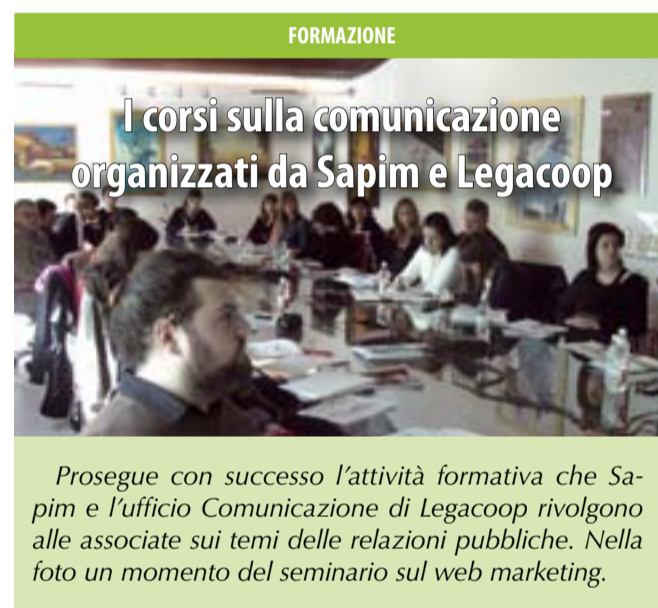 FORMAZIONE
I corsi sulla comunicazione
organizzati da Sapim e Legacoop
Prosegue con successo l'attività formativa che Sa-
pim e l'ufficio Comunicazione di Legacoop rivolgono
alle associate sui temi delle relazioni pubbliche. Nella
foto un momento del seminario sul web marketing.